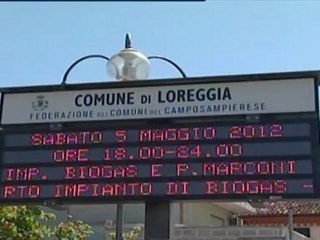 COMUNE DI LOREGGIA
FEDERAZIONE DEI COMUNI DEL CAMPOSAMPIERESE
SABATO 5 MAGGIO 2012
ORE 18.00-24.00
IMP. BIOGAS E P.MARCONI
RTO IMPIANTO DI BIOGAS -